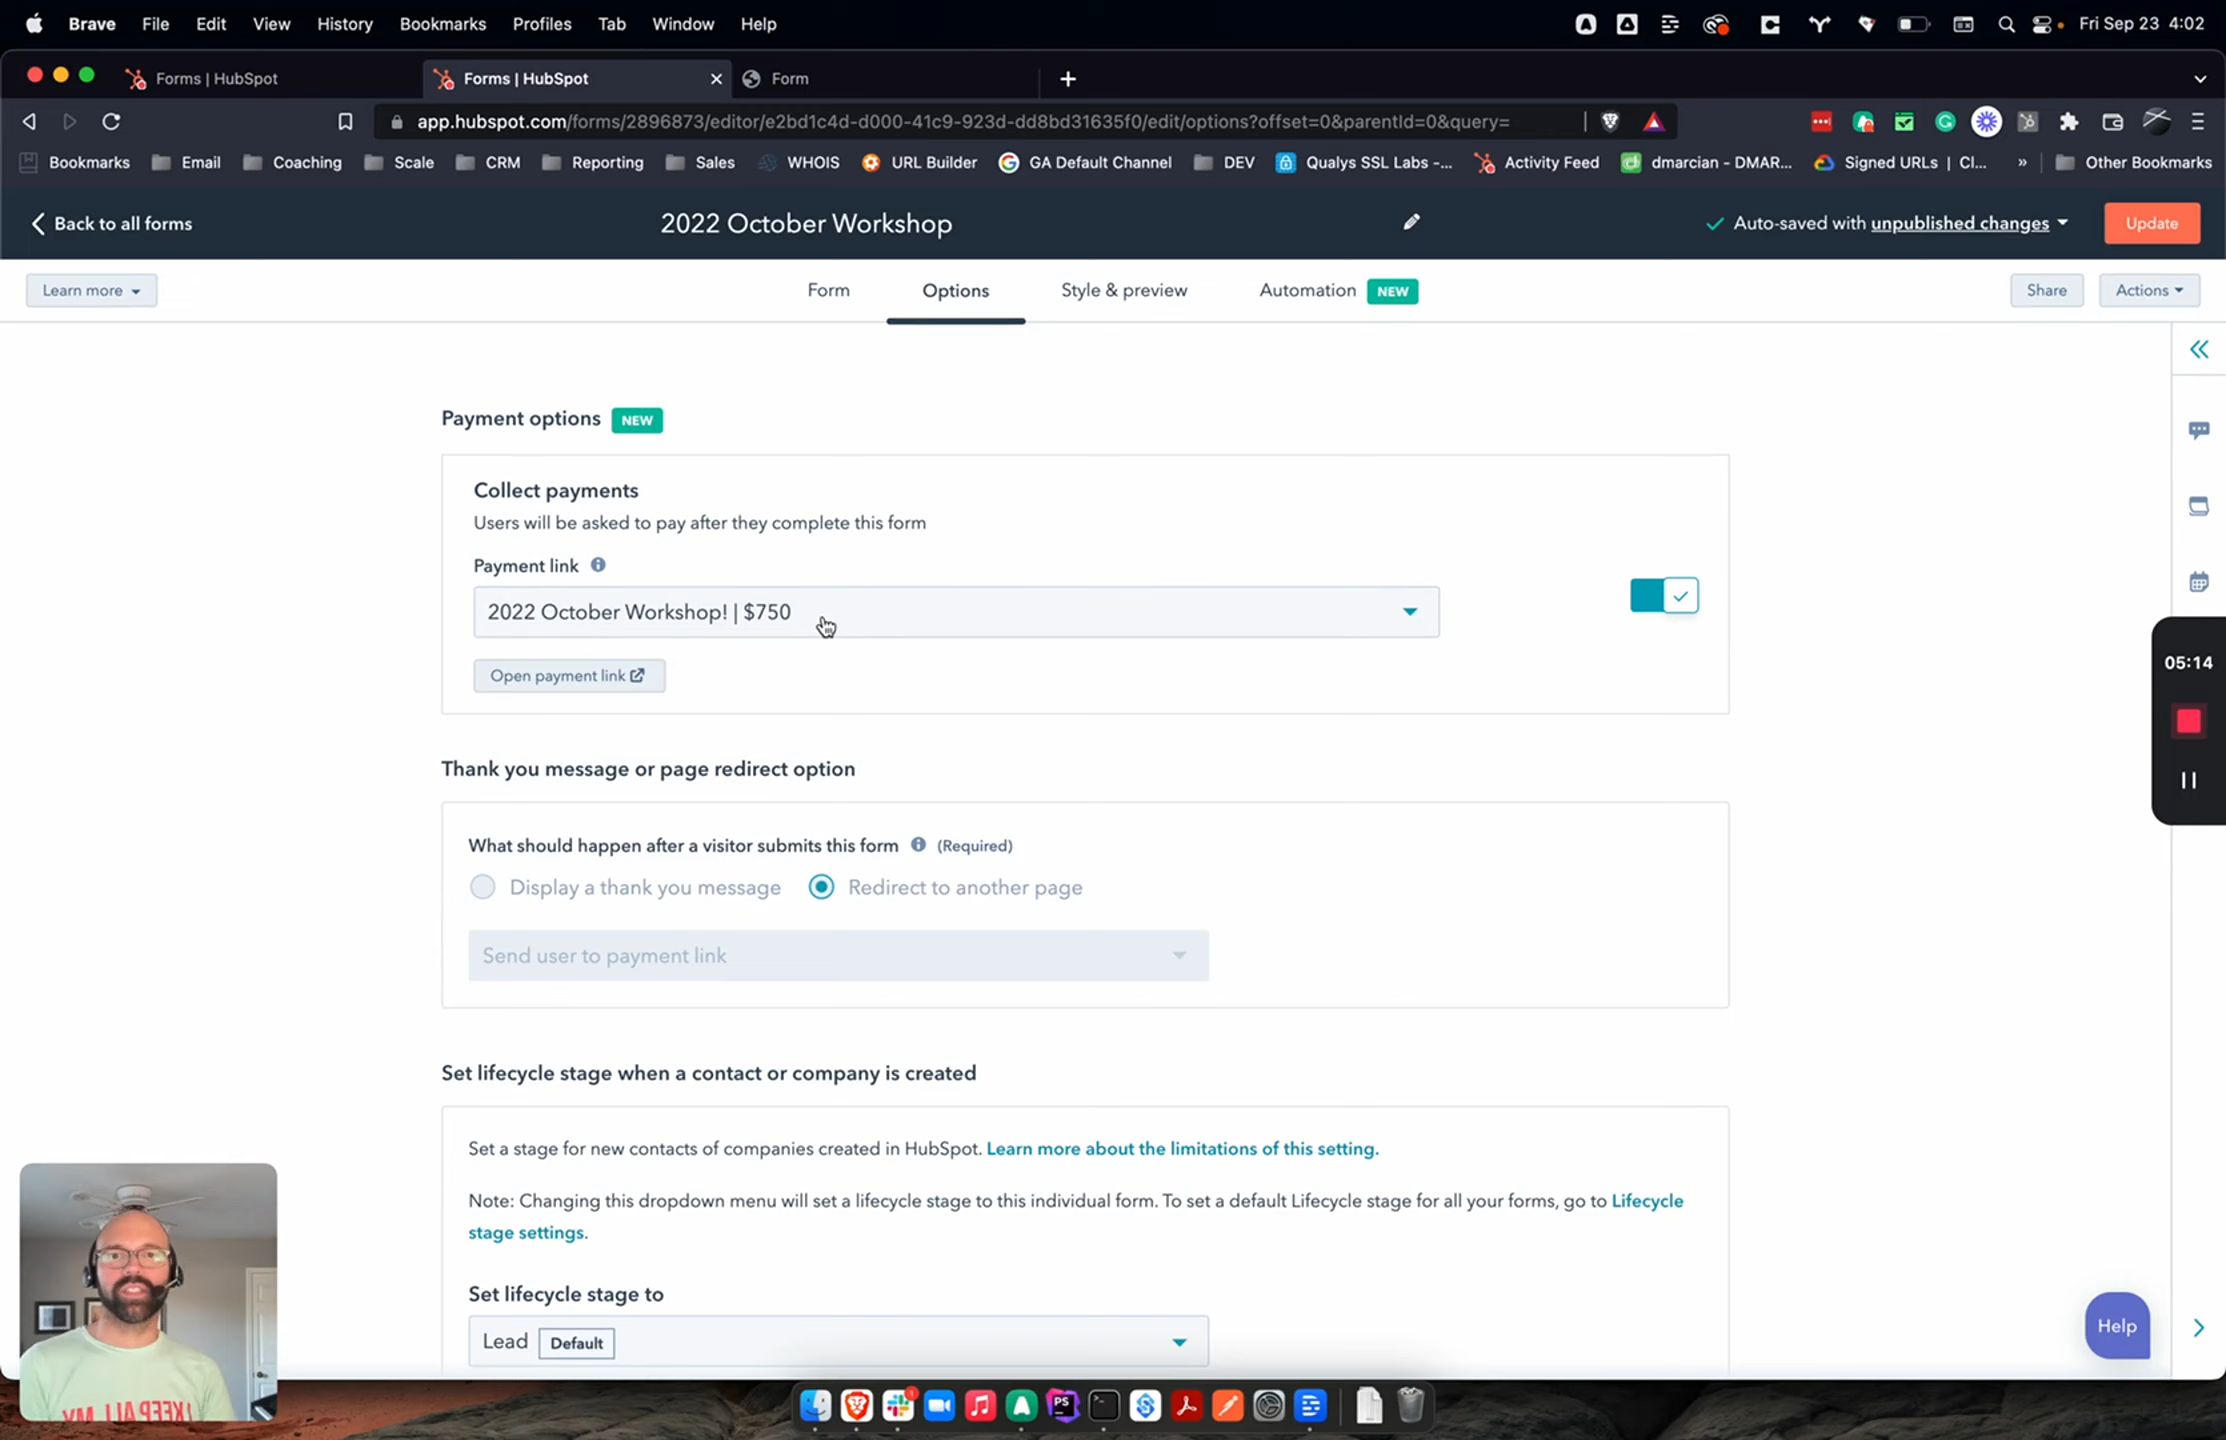 Brave File Edit View History Bookmarks Profiles Tab Window Help Fri Sep 23 4:02
Forms | HubSpot Forms | HubSpot Form
app.hubspot.com/forms/2896873/editor/e2bd1c4d-d000-41c9-923d-dd8bd31635f0/edit/options?offset=0&parentId=0&query=
Bookmarks Email Coaching Scale CRM Reporting Sales WHOIS URL Builder GA Default Channel DEV Qualys SSL Labs -... Activity Feed dmarcian - DMAR... Signed URLs | Cl... » Other Bookmarks
Back to all forms 2022 October Workshop Auto-saved with unpublished changes Update
Learn more Form Options Style & preview Automation NEW Share Actions
Payment options NEW
Collect payments
Users will be asked to pay after they complete this form
Payment link
2022 October Workshop! | $750
Open payment link
05:14
Thank you message or page redirect option
What should happen after a visitor submits this form (Required)
Display a thank you message Redirect to another page
Send user to payment link
Set lifecycle stage when a contact or company is created
Set a stage for new contacts of companies created in HubSpot. Learn more about the limitations of this setting.
Note: Changing this dropdown menu will set a lifecycle stage to this individual form. To set a default Lifecycle stage for all your forms, go to Lifecycle
stage settings.
Set lifecycle stage to
Lead Default
Help
PS